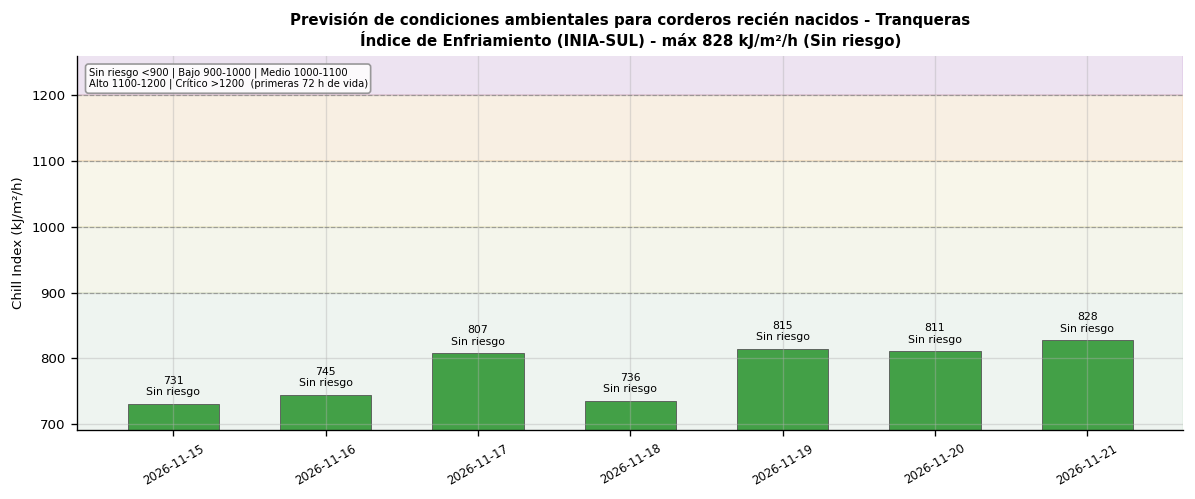 Previsión de condiciones ambientales para corderos recién nacidos - Tranqueras
Índice de Enfriamiento (INIA-SUL) - máx 828 kJ/m²/h (Sin riesgo)
Sin riesgo <900 | Bajo 900-1000 | Medio 1000-1100
Alto 1100-1200 | Crítico >1200  (primeras 72 h de vida)
Chill Index (kJ/m²/h)
1200
1100
1000
900
800
700
731
Sin riesgo
745
Sin riesgo
807
Sin riesgo
736
Sin riesgo
815
Sin riesgo
811
Sin riesgo
828
Sin riesgo
2026-11-15
2026-11-16
2026-11-17
2026-11-18
2026-11-19
2026-11-20
2026-11-21